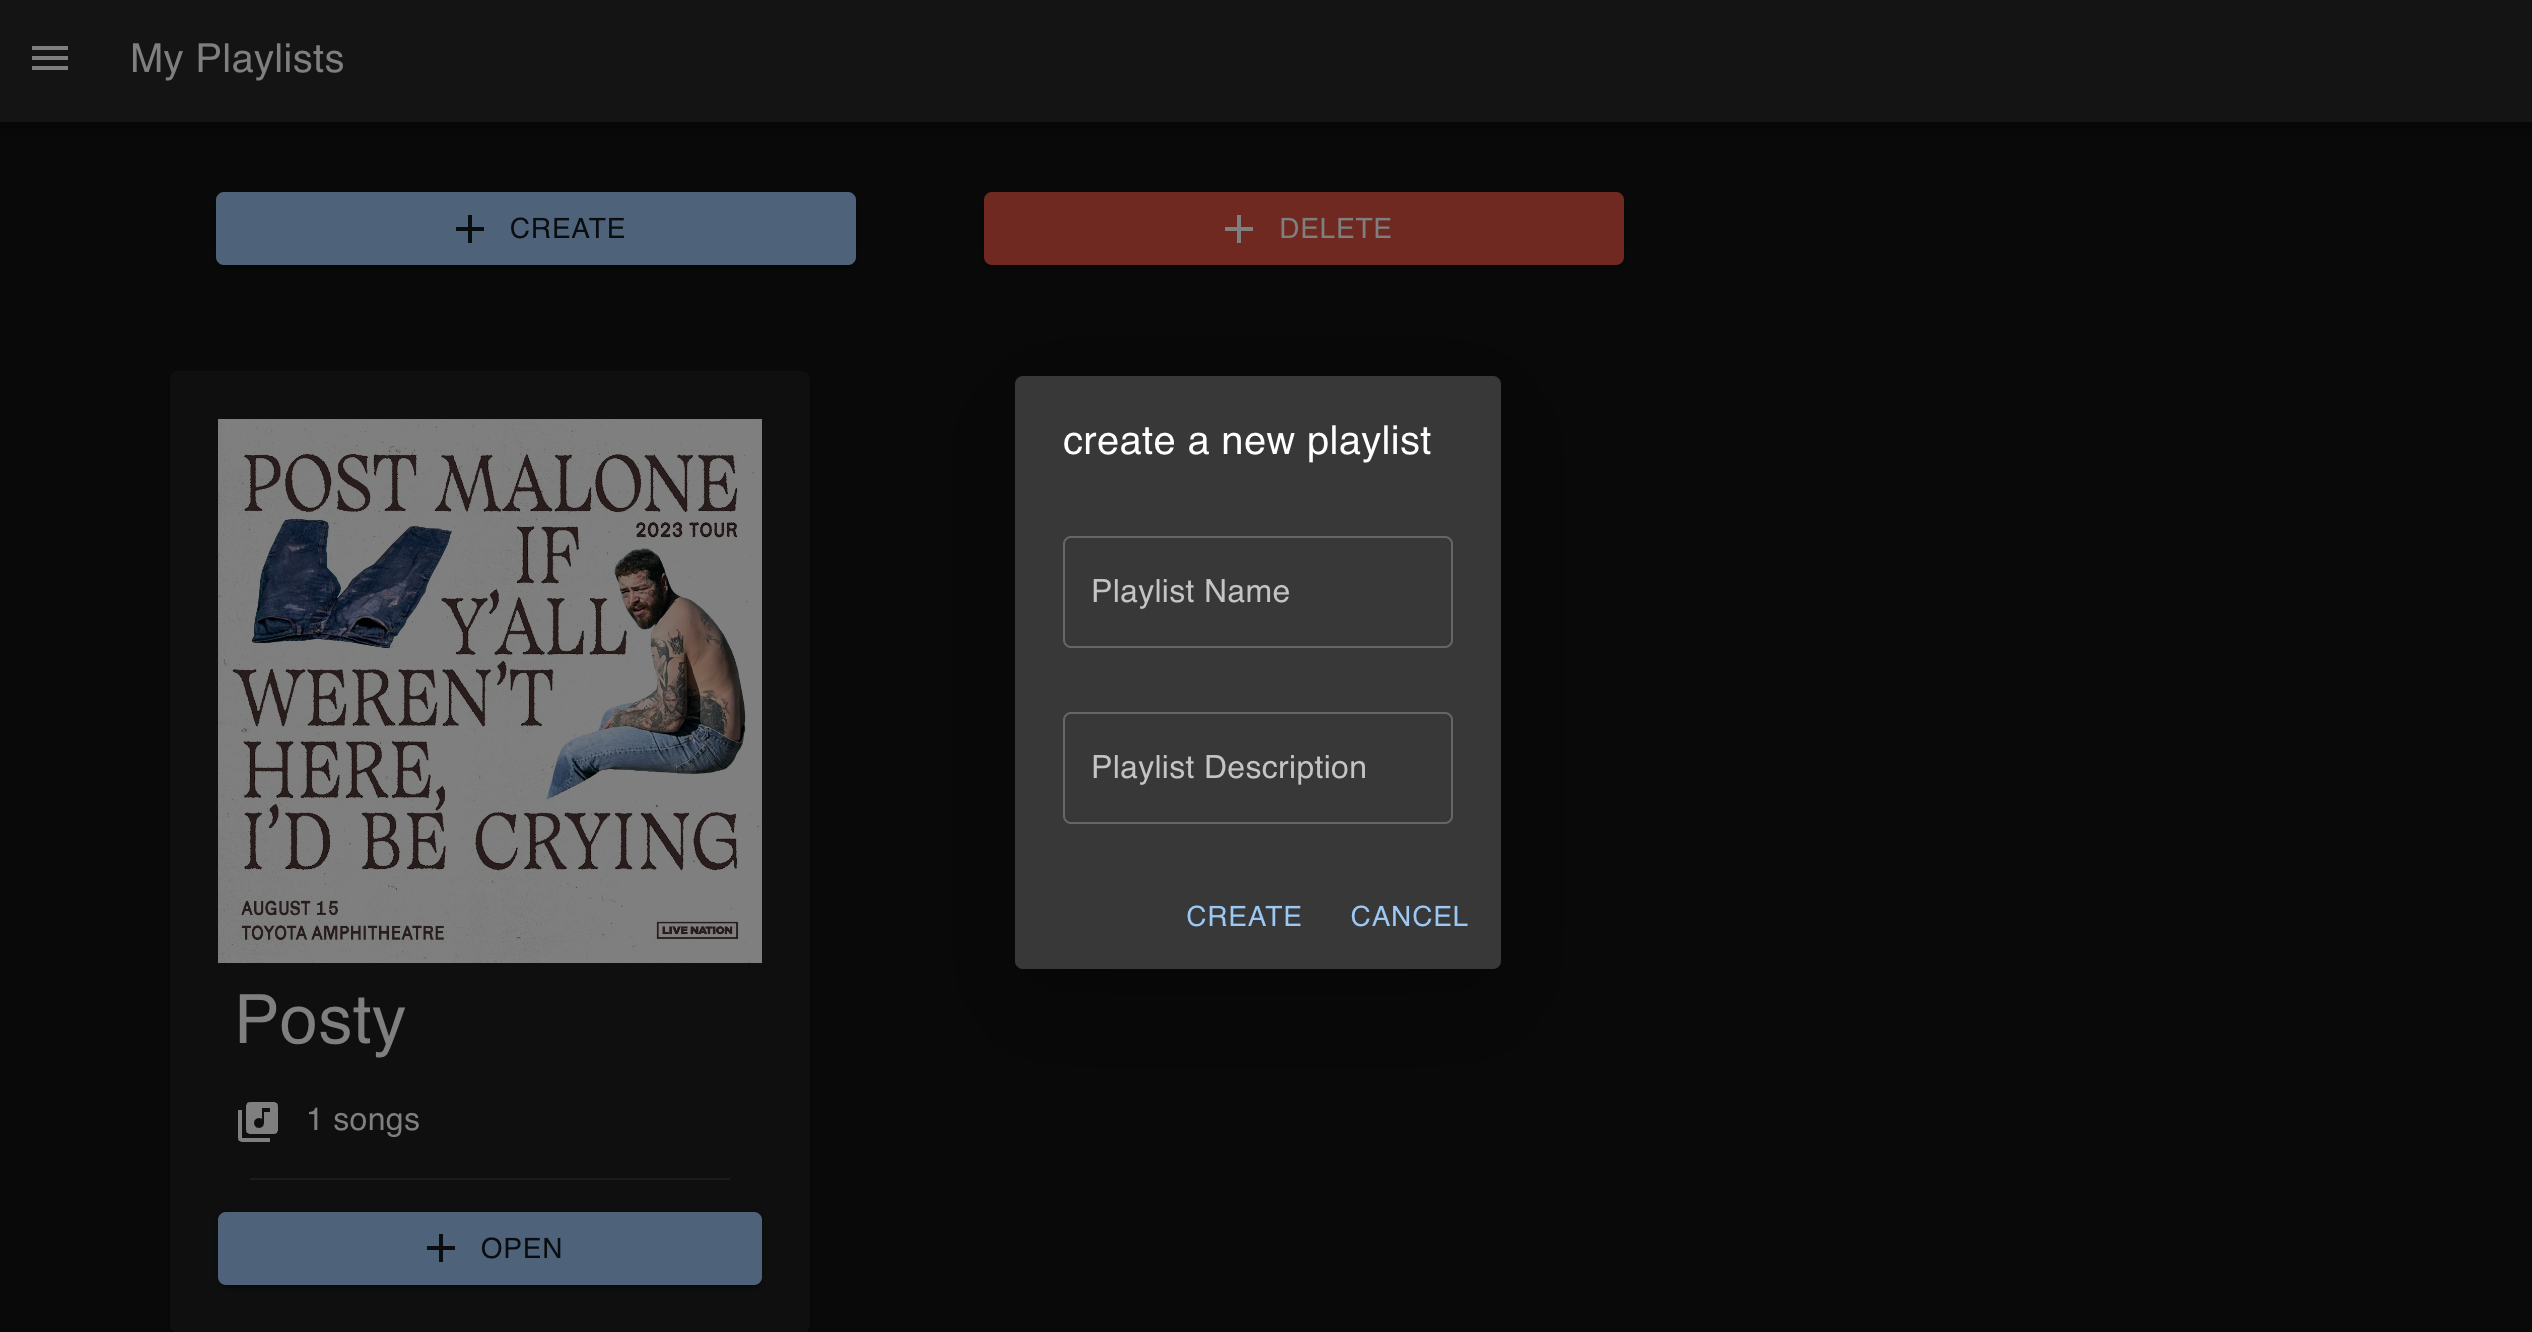 My Playlists
CREATE
DELETE
POST MALONE
2023 TOUR
IF
Y'ALL
WEREN'T
HERE,
I'D BE CRYING
AUGUST 15
TOYOTA AMPHITHEATRE
LIVE NATION
Posty
1 songs
OPEN
create a new playlist
Playlist Name
Playlist Description
CREATE CANCEL